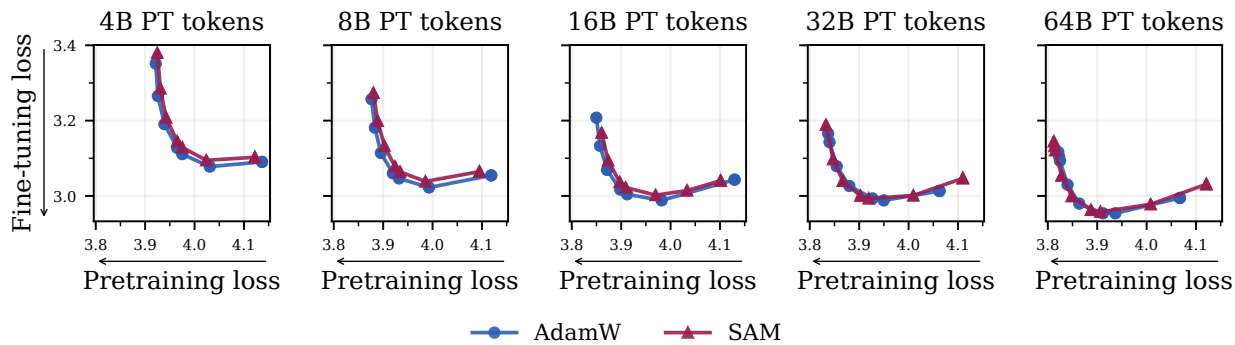 4B PT tokens
8B PT tokens
16B PT tokens
32B PT tokens
64B PT tokens
Fine-tuning loss
3.4
3.2
3.0
3.8 3.9 4.0 4.1
3.8 3.9 4.0 4.1
3.8 3.9 4.0 4.1
3.8 3.9 4.0 4.1
3.8 3.9 4.0 4.1
Pretraining loss
Pretraining loss
Pretraining loss
Pretraining loss
Pretraining loss
AdamW
SAM